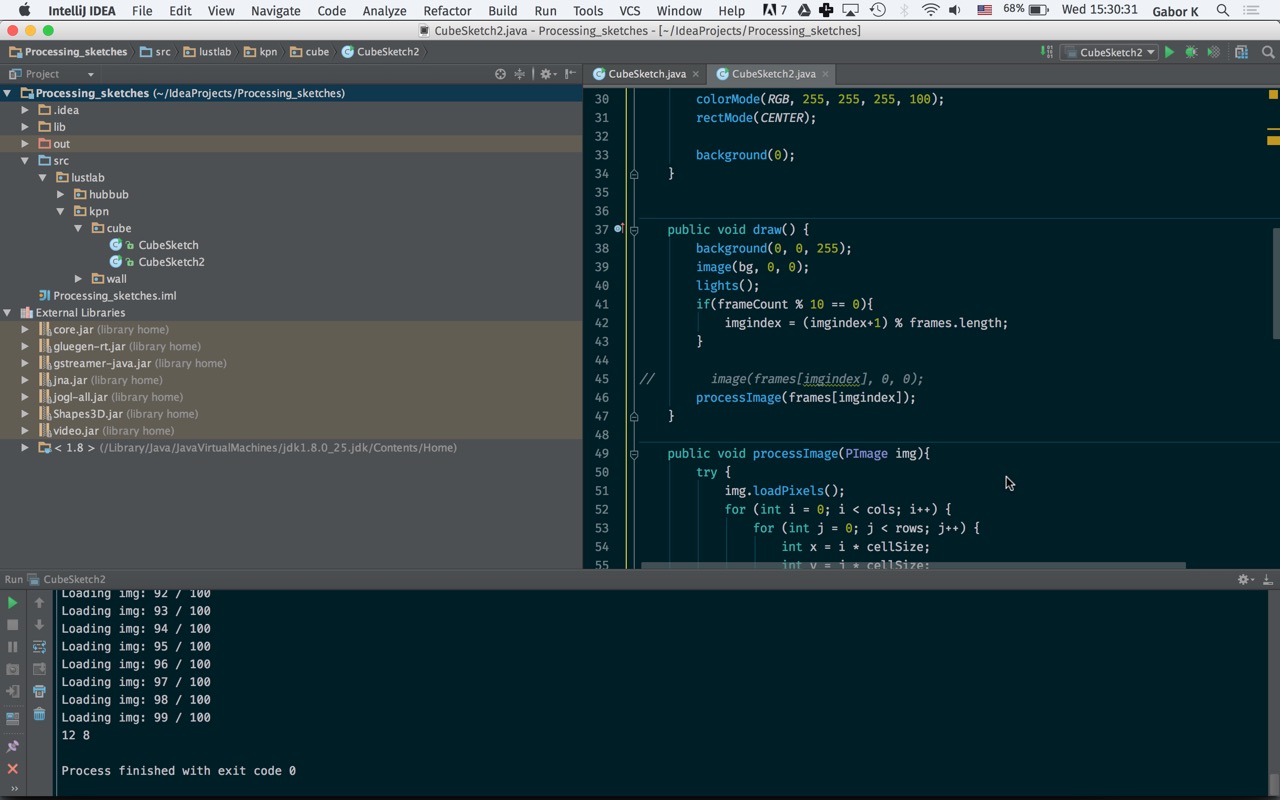 IntelliJ IDEA File Edit View Navigate Code Analyze Refactor Build Run Tools VCS Window Help 7 68% Wed 15:30:31 Gabor K
CubeSketch2.java - Processing_sketches - [~/IdeaProjects/Processing_sketches]
Processing_sketches src lustlab kpn cube CubeSketch2 CubeSketch2
Project
CubeSketch.java CubeSketch2.java
Processing_sketches (~/IdeaProjects/Processing_sketches)
.idea
lib
out
src
lustlab
hubbub
kpn
cube
CubeSketch
CubeSketch2
wall
Processing_sketches.iml
External Libraries
core.jar (library home)
gluegen-rt.jar (library home)
gstreamer-java.jar (library home)
jna.jar (library home)
jogl-all.jar (library home)
Shapes3D.jar (library home)
video.jar (library home)
< 1.8 > (/Library/Java/JavaVirtualMachines/jdk1.8.0_25.jdk/Contents/Home)
30 colorMode(RGB, 255, 255, 255, 100);
31 rectMode(CENTER);
32
33 background(0);
34 }
35
36
37 public void draw() {
38 background(0, 0, 255);
39 image(bg, 0, 0);
40 lights();
41 if(frameCount % 10 == 0){
42 imgindex = (imgindex+1) % frames.length;
43 }
44
45 // image(frames[imgindex], 0, 0);
46 processImage(frames[imgindex]);
47 }
48
49 public void processImage(PImage img){
50 try {
51 img.loadPixels();
52 for (int i = 0; i < cols; i++) {
53 for (int j = 0; j < rows; j++) {
54 int x = i * cellSize;
55 int y = j * cellSize;
Run CubeSketch2
Loading img: 92 / 100
Loading img: 93 / 100
Loading img: 94 / 100
Loading img: 95 / 100
Loading img: 96 / 100
Loading img: 97 / 100
Loading img: 98 / 100
Loading img: 99 / 100
12 8
Process finished with exit code 0